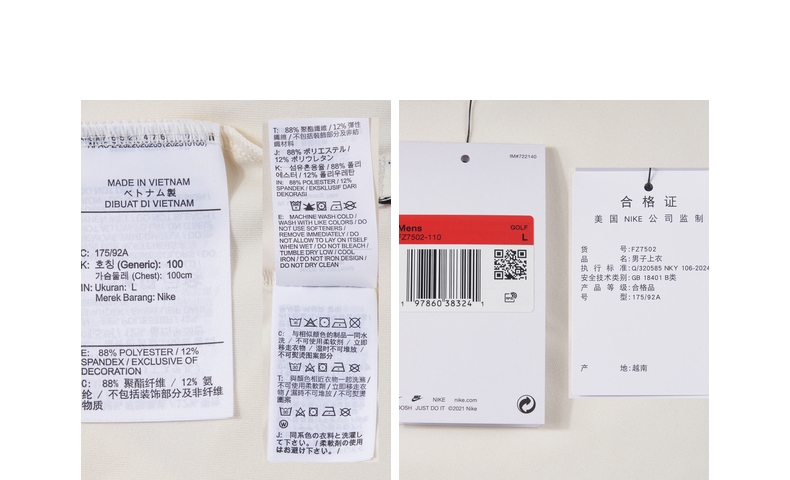 MADE IN VIETNAM
ベトナム製
DIBUAT DI VIETNAM
C: 175/92A
K: 호칭 (Generic): 100
가슴둘레 (Chest): 100cm
IN: Ukuran: L
Merek Barang: Nike
E: 88% POLYESTER / 12%
SPANDEX / EXCLUSIVE OF
DECORATION
C: 88% 聚酯纤维 / 12% 氨
纶 / 不包括装饰部分及非纤维
物质
T: 88% 聚酯纖維 / 12% 彈性
纖維 / 不包括裝飾部分及非紡
織材料
J: 88% ポリエステル /
12% ポリウレタン
K: 섬유혼용율 / 88% 폴리
에스터 / 12% 폴리우레탄
IN: 88% POLIESTER / 12%
SPANDEX / EKSKLUSIF DARI
DEKORASI
E: MACHINE WASH COLD /
WASH WITH LIKE COLORS / DO
NOT USE SOFTENERS /
REMOVE IMMEDIATELY / DO
NOT ALLOW TO LAY ON ITSELF
WHEN WET / DO NOT BLEACH /
TUMBLE DRY LOW / COOL
IRON / DO NOT IRON DESIGN /
DO NOT DRY CLEAN
C: 与相似颜色的制品一同水
洗 / 不可使用柔软剂 / 立即
移走衣物 / 湿时不可堆放 /
不可熨烫图案部分
T: 與顏色相近衣物一起洗滌 /
不可使用柔軟劑 / 立即移走衣
物 / 濕時不可堆放 / 不可熨燙
圖案
J: 同系色の衣料と洗濯し
て下さい。/ 柔軟剤の使用
はお避け下さい。/
IM#722140
Mens
GOLF
FZ7502-110
L
1 97860 38324 1
NIKE nike.com
JUST DO IT ©2021 Nike
合格证
美国 NIKE 公司监制
货 号:FZ7502
品 名:男子上衣
执行标准:Q/320585 NKY 106-2024
安全技术类别:GB 18401 B类
产品等级:合格品
号 型:175/92A
产 地:越南